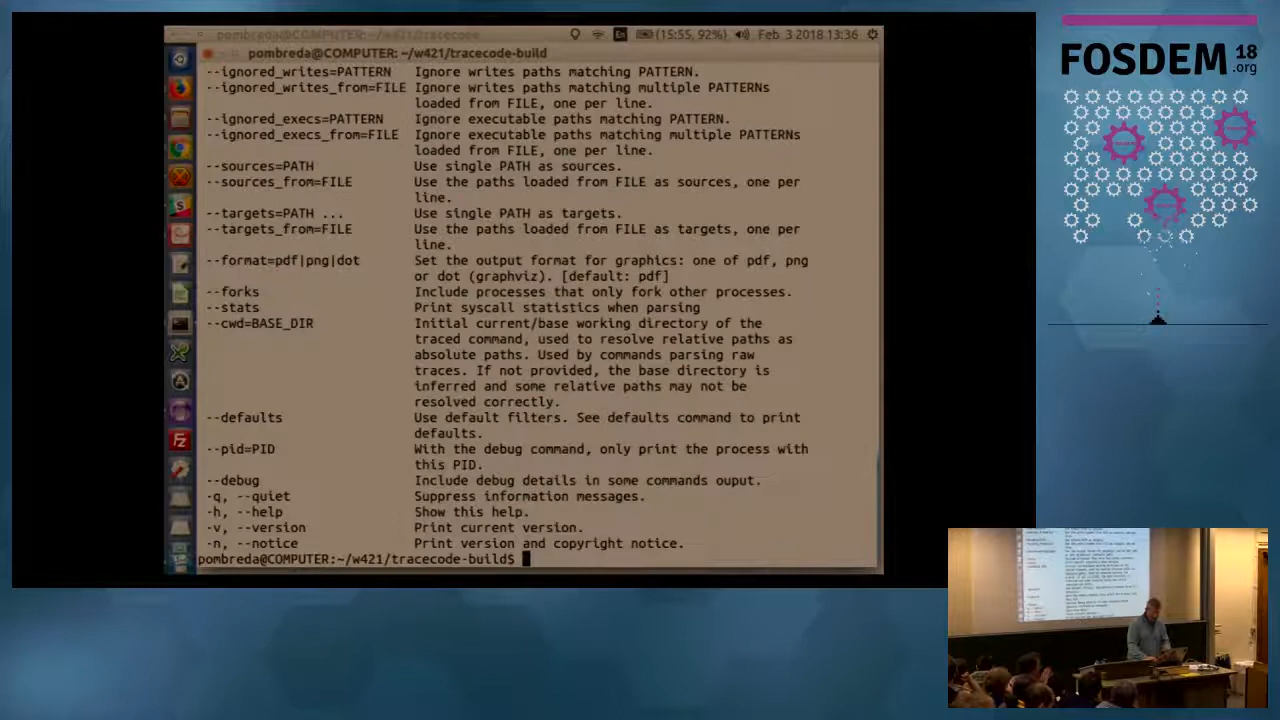 pombreda@COMPUTER: ~/w421/tracecode
En (15:55, 92%) Feb 3 2018 13:36
pombreda@COMPUTER: ~/w421/tracecode-build
--ignored_writes=PATTERN Ignore writes paths matching PATTERN.
--ignored_writes_from=FILE Ignore writes paths matching multiple PATTERNs
loaded from FILE, one per line.
--ignored_execs=PATTERN Ignore executable paths matching PATTERN.
--ignored_execs_from=FILE Ignore executable paths matching multiple PATTERNs
loaded from FILE, one per line.
--sources=PATH Use single PATH as sources.
--sources_from=FILE Use the paths loaded from FILE as sources, one per
line.
--targets=PATH ... Use single PATH as targets.
--targets_from=FILE Use the paths loaded from FILE as targets, one per
line.
--format=pdf|png|dot Set the output format for graphics: one of pdf, png
or dot (graphviz). [default: pdf]
--forks Include processes that only fork other processes.
--stats Print syscall statistics when parsing
--cwd=BASE_DIR Initial current/base working directory of the
traced command, used to resolve relative paths as
absolute paths. Used by commands parsing raw
traces. If not provided, the base directory is
inferred and some relative paths may not be
resolved correctly.
--defaults Use default filters. See defaults command to print
defaults.
--pid=PID With the debug command, only print the process with
this PID.
--debug Include debug details in some commands ouput.
-q, --quiet Suppress information messages.
-h, --help Show this help.
-v, --version Print current version.
-n, --notice Print version and copyright notice.
pombreda@COMPUTER:~/w421/tracecode-build$
FOSDEM 18
.org